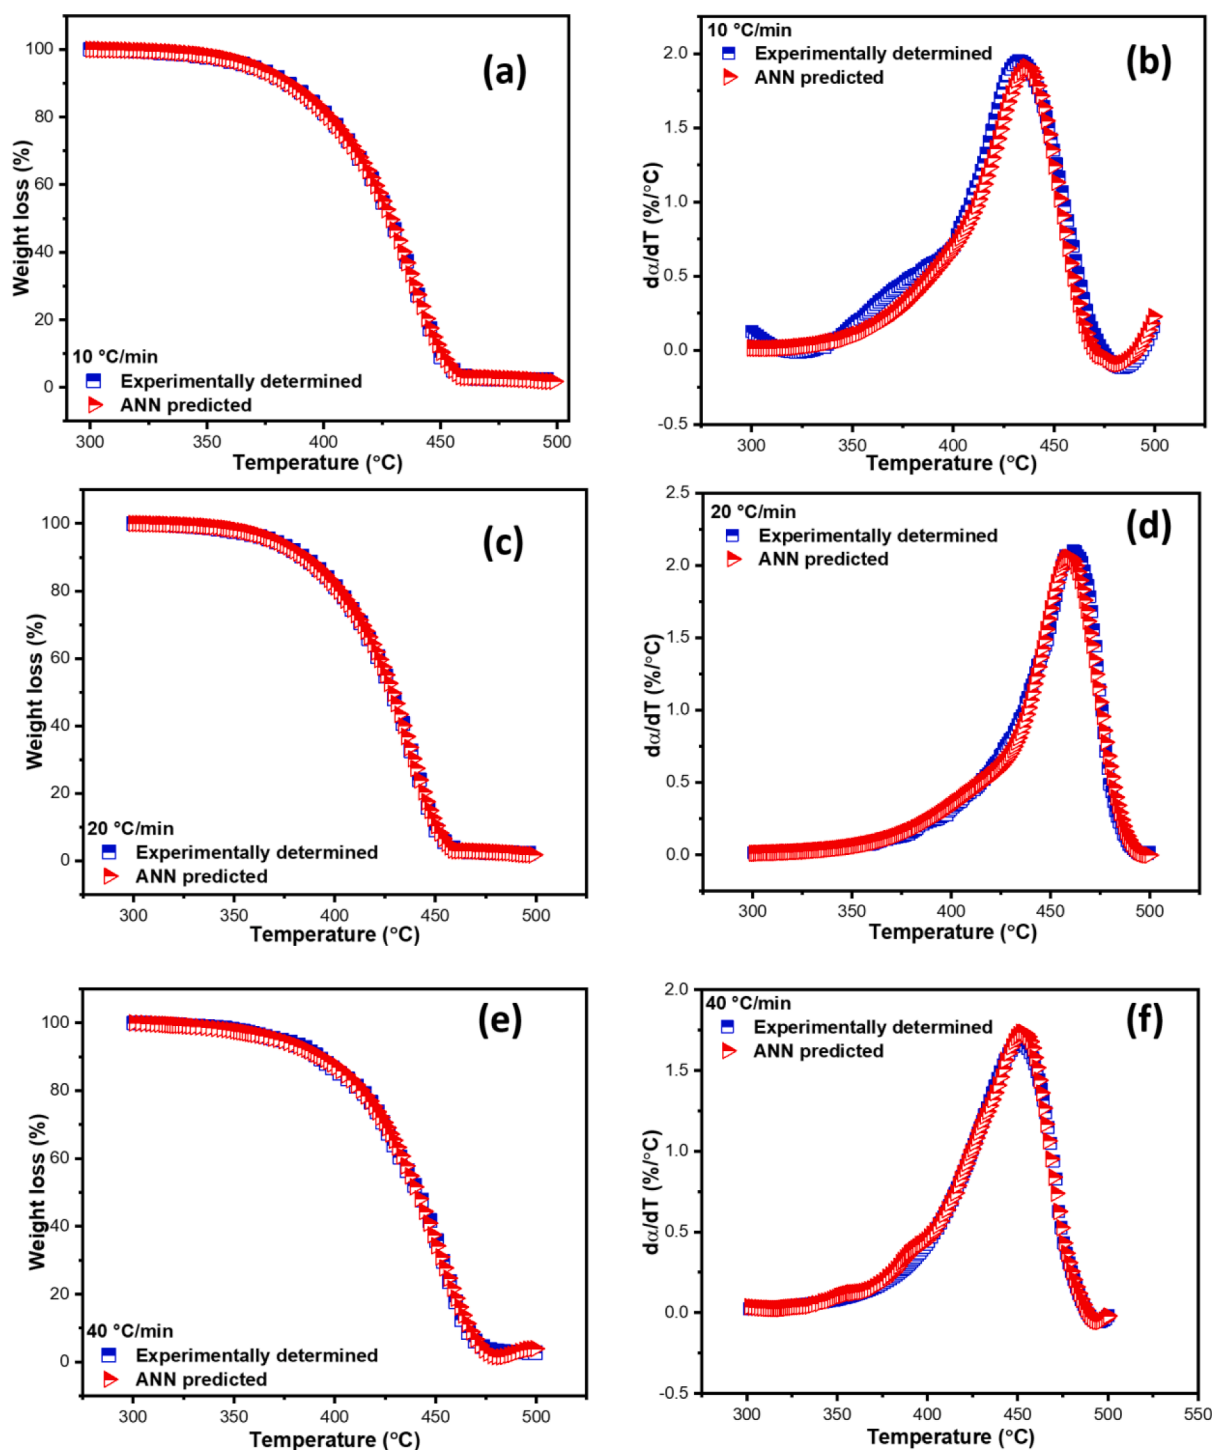 (a)
100
80
60
40
20
0
Weight loss (%)
10 °C/min
Experimentally determined
ANN predicted
300
350
400
450
500
Temperature (°C)
(b)
10 °C/min
Experimentally determined
ANN predicted
2.0
1.5
1.0
0.5
0.0
-0.5
dα/dT (%/°C)
300
350
400
450
500
Temperature (°C)
(c)
100
80
60
40
20
0
Weight loss (%)
20 °C/min
Experimentally determined
ANN predicted
300
350
400
450
500
Temperature (°C)
(d)
2.5
20 °C/min
Experimentally determined
ANN predicted
2.0
1.5
1.0
0.5
0.0
dα/dT (%/°C)
300
350
400
450
500
Temperature (°C)
(e)
100
80
60
40
20
0
Weight loss (%)
40 °C/min
Experimentally determined
ANN predicted
300
350
400
450
500
Temperature (°C)
(f)
2.0
40 °C/min
Experimentally determined
ANN predicted
1.5
1.0
0.5
0.0
-0.5
dα/dT (%/°C)
300
350
400
450
500
550
Temperature (°C)